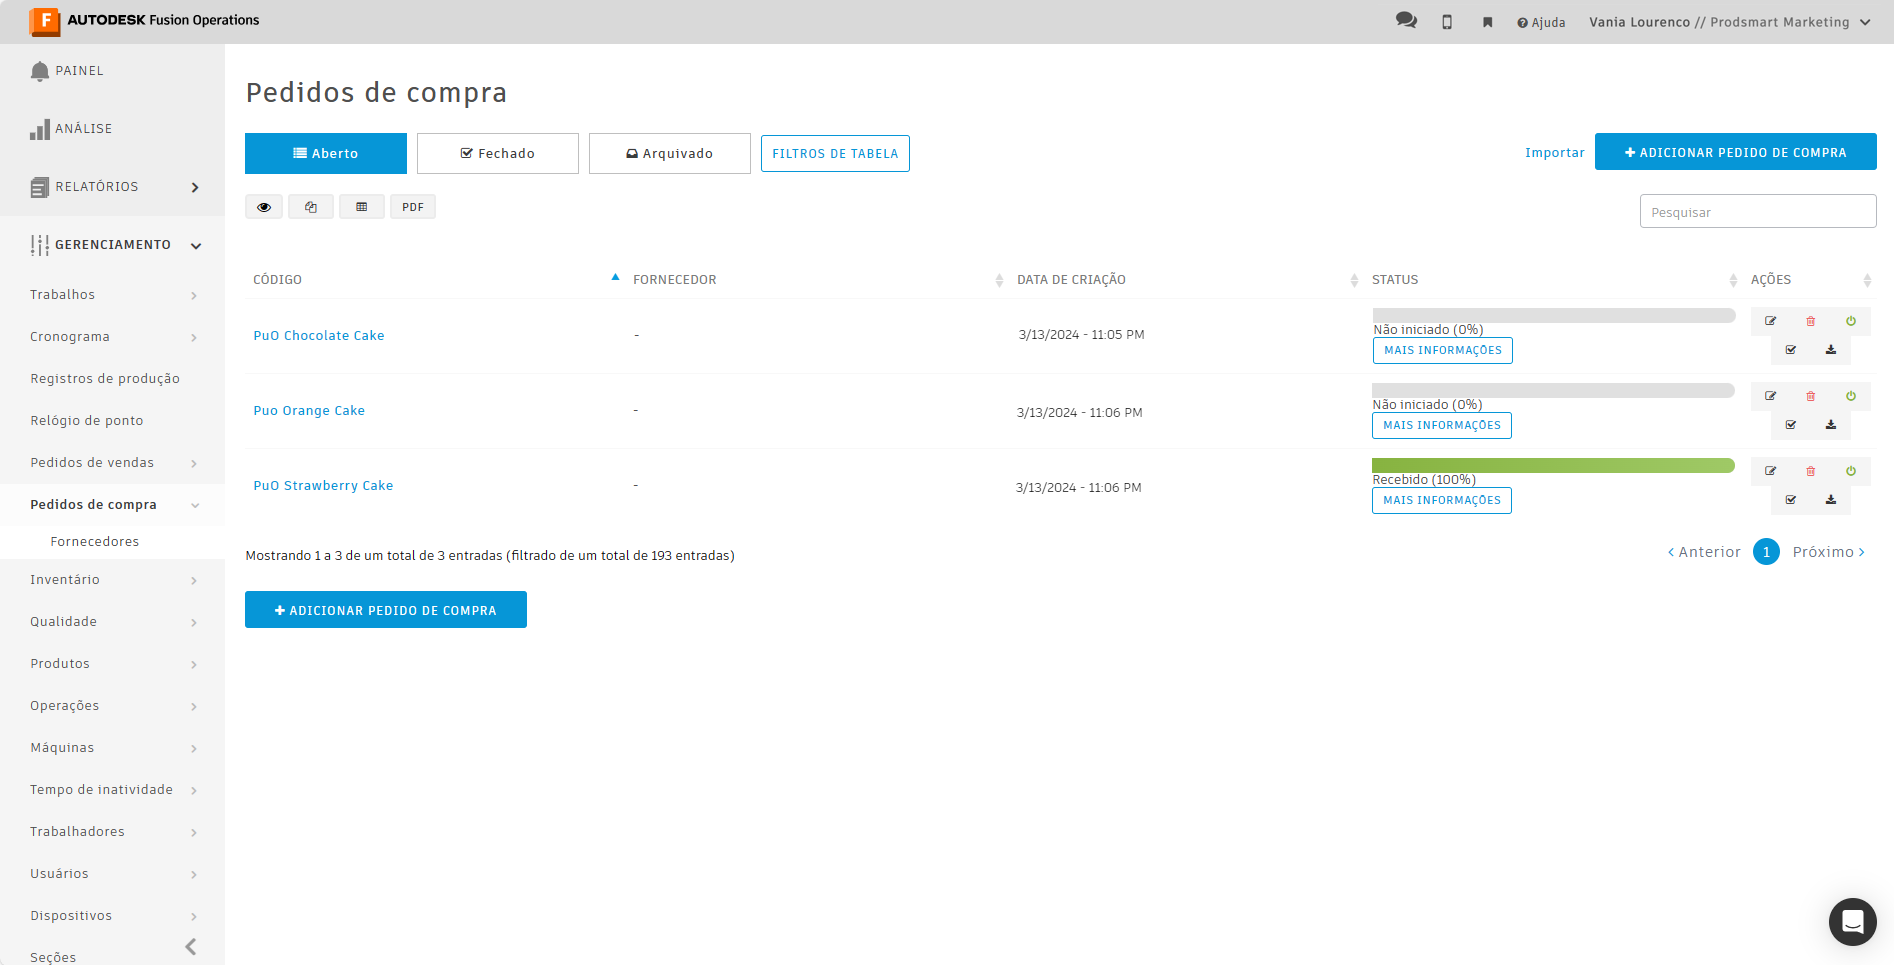 F AUTODESK Fusion Operations
Ajuda
Vania Lourenco // Prodsmart Marketing
PAINEL
ANÁLISE
RELATÓRIOS
GERENCIAMENTO
Trabalhos
Cronograma
Registros de produção
Relógio de ponto
Pedidos de vendas
Pedidos de compra
Fornecedores
Inventário
Qualidade
Produtos
Operações
Máquinas
Tempo de inatividade
Trabalhadores
Usuários
Dispositivos
Seções
Pedidos de compra
Aberto
Fechado
Arquivado
FILTROS DE TABELA
Importar
+ ADICIONAR PEDIDO DE COMPRA
PDF
Pesquisar
CÓDIGO FORNECEDOR DATA DE CRIAÇÃO STATUS AÇÕES
PuO Chocolate Cake - 3/13/2024 - 11:05 PM Não iniciado (0%)
MAIS INFORMAÇÕES
Puo Orange Cake - 3/13/2024 - 11:06 PM Não iniciado (0%)
MAIS INFORMAÇÕES
PuO Strawberry Cake - 3/13/2024 - 11:06 PM Recebido (100%)
MAIS INFORMAÇÕES
Mostrando 1 a 3 de um total de 3 entradas (filtrado de um total de 193 entradas)
< Anterior 1 Próximo >
+ ADICIONAR PEDIDO DE COMPRA